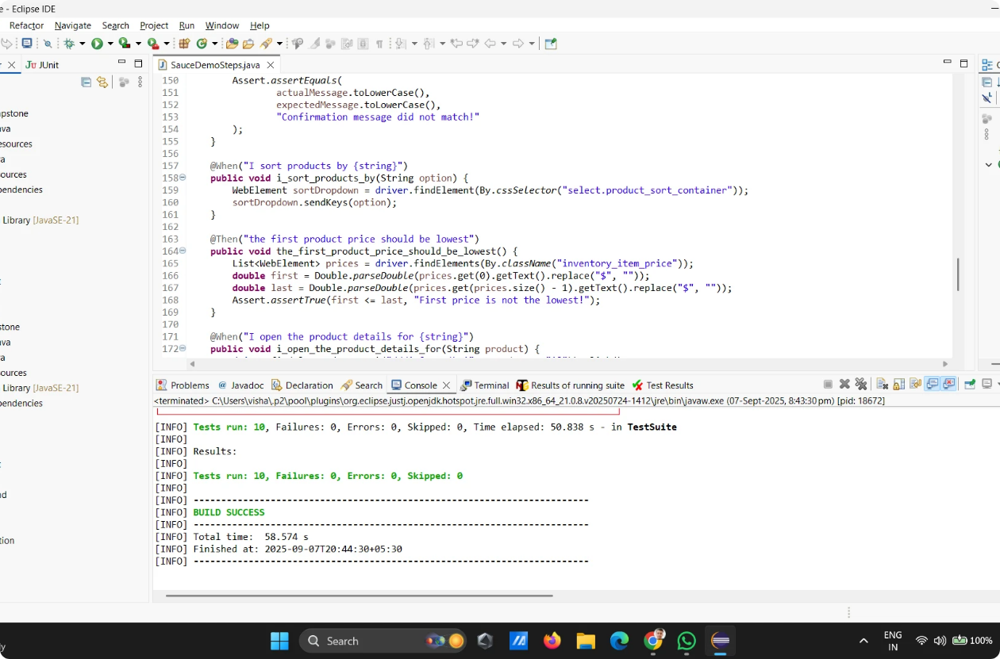 e - Eclipse IDE
Refactor Navigate Search Project Run Window Help
JUnit
SauceDemoSteps.java
pstone
va
esources
a
ources
pendencies
Library [JavaSE-21]
stone
va
a
sources
Library [JavaSE-21]
pendencies
nd
tion
150 Assert.assertEquals(
151 actualMessage.toLowerCase(),
152 expectedMessage.toLowerCase(),
153 "Confirmation message did not match!"
154 );
155 }
156
157 @When("I sort products by {string}")
158 public void i_sort_products_by(String option) {
159 WebElement sortDropdown = driver.findElement(By.cssSelector("select.product_sort_container"));
160 sortDropdown.sendKeys(option);
161 }
162
163 @Then("the first product price should be lowest")
164 public void the_first_product_price_should_be_lowest() {
165 List<WebElement> prices = driver.findElements(By.className("inventory_item_price"));
166 double first = Double.parseDouble(prices.get(0).getText().replace("$", ""));
167 double last = Double.parseDouble(prices.get(prices.size() - 1).getText().replace("$", ""));
168 Assert.assertTrue(first <= last, "First price is not the lowest!");
169 }
170
171 @When("I open the product details for {string}")
172 public void i_open_the_product_details_for(String product) {
Problems Javadoc Declaration Search Console Terminal Results of running suite Test Results
<terminated> C:\Users\visha\.p2\pool\plugins\org.eclipse.justj.openjdk.hotspot.jre.full.win32.x86_64_21.0.8.v20250724-1412\jre\bin\javaw.exe (07-Sept-2025, 8:43:30 pm) [pid: 18672]
[INFO] Tests run: 10, Failures: 0, Errors: 0, Skipped: 0, Time elapsed: 50.838 s - in TestSuite
[INFO]
[INFO] Results:
[INFO]
[INFO] Tests run: 10, Failures: 0, Errors: 0, Skipped: 0
[INFO]
[INFO] ------------------------------------------------------------------------
[INFO] BUILD SUCCESS
[INFO] ------------------------------------------------------------------------
[INFO] Total time: 58.574 s
[INFO] Finished at: 2025-09-07T20:44:30+05:30
[INFO] ------------------------------------------------------------------------
Search
ENG
IN
100%